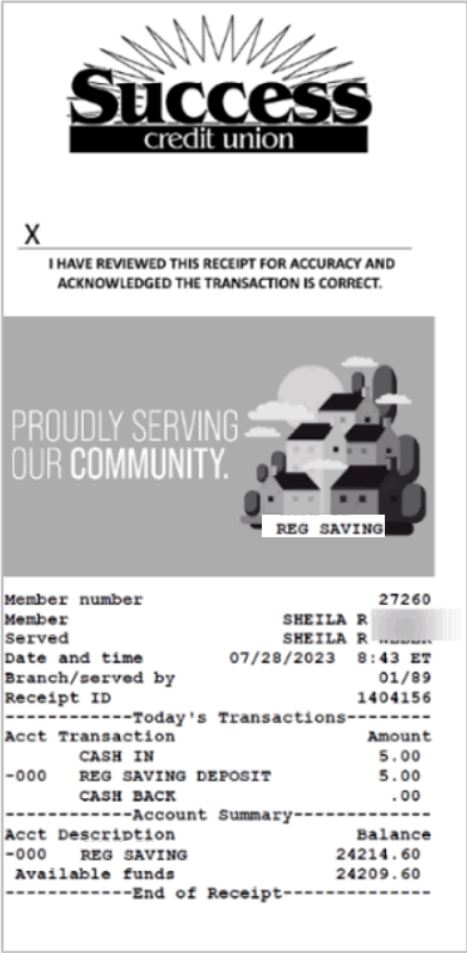 Success
credit union
X
I HAVE REVIEWED THIS RECEIPT FOR ACCURACY AND
ACKNOWLEDGED THE TRANSACTION IS CORRECT.
PROUDLY SERVING
OUR COMMUNITY.
REG SAVING
Member number 27260
Member SHEILA R
Served SHEILA R
Date and time 07/28/2023 8:43 ET
Branch/served by 01/89
Receipt ID 1404156
------------Today's Transactions--------
Acct Transaction Amount
CASH IN 5.00
-000 REG SAVING DEPOSIT 5.00
CASH BACK .00
------------Account Summary-------------
Acct Description Balance
-000 REG SAVING 24214.60
Available funds 24209.60
------------End of Receipt--------------